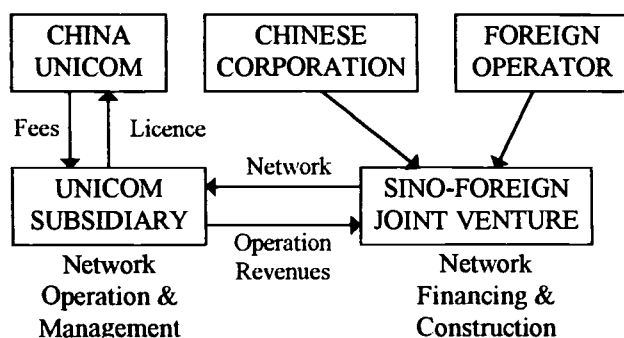 CHINA
UNICOM
CHINESE
CORPORATION
FOREIGN
OPERATOR
Fees
Licence
UNICOM
SUBSIDIARY
Network
SINO-FOREIGN
JOINT VENTURE
Operation
Revenues
Network
Operation &
Management
Network
Financing &
Construction